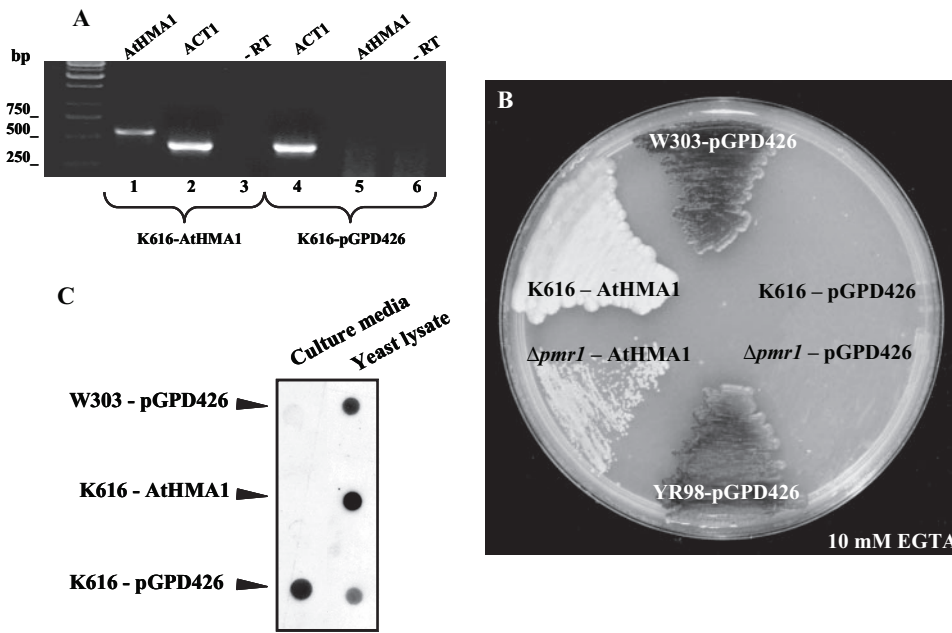 A
AtHMA1 ACT1 - RT ACT1 AtHMA1 - RT
bp
750_
500_
250_
1 2 3 4 5 6
K616-AtHMA1 K616-pGPD426
B
W303-pGPD426
K616 – AtHMA1 K616 – pGPD426
Δpmr1 – AtHMA1 Δpmr1 – pGPD426
YR98-pGPD426
10 mM EGTA
C
Culture media Yeast lysate
W303 - pGPD426
K616 - AtHMA1
K616 - pGPD426